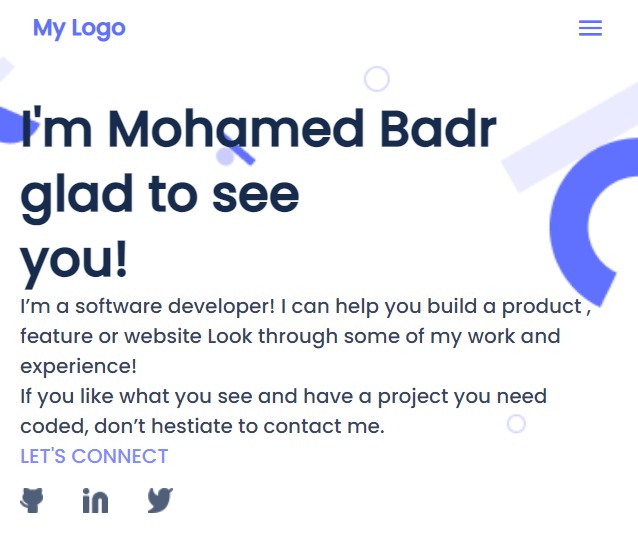 My Logo
I'm Mohamed Badr
glad to see
you!
I’m a software developer! I can help you build a product ,
feature or website Look through some of my work and
experience!
If you like what you see and have a project you need
coded, don’t hestiate to contact me.
LET'S CONNECT